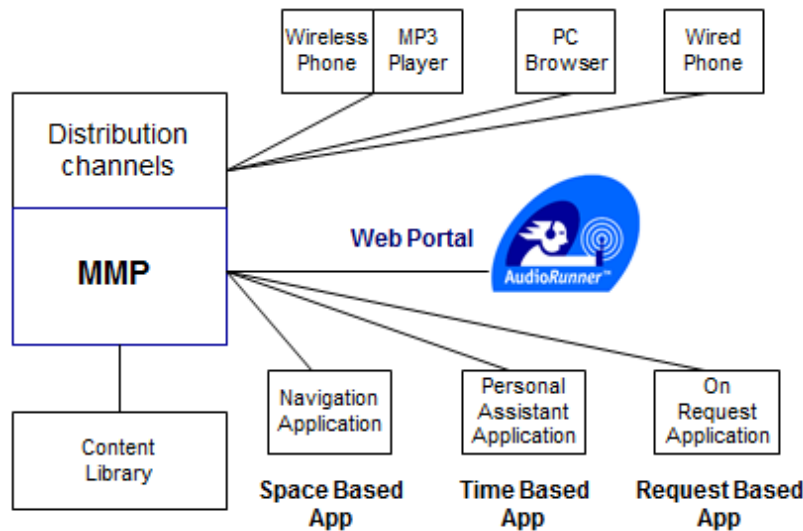 Wireless
Phone
MP3
Player
PC
Browser
Wired
Phone
Distribution
channels
MMP
Web Portal
AudioRunner™
Content
Library
Navigation
Application
Personal
Assistant
Application
On
Request
Application
Space Based
App
Time Based
App
Request Based
App